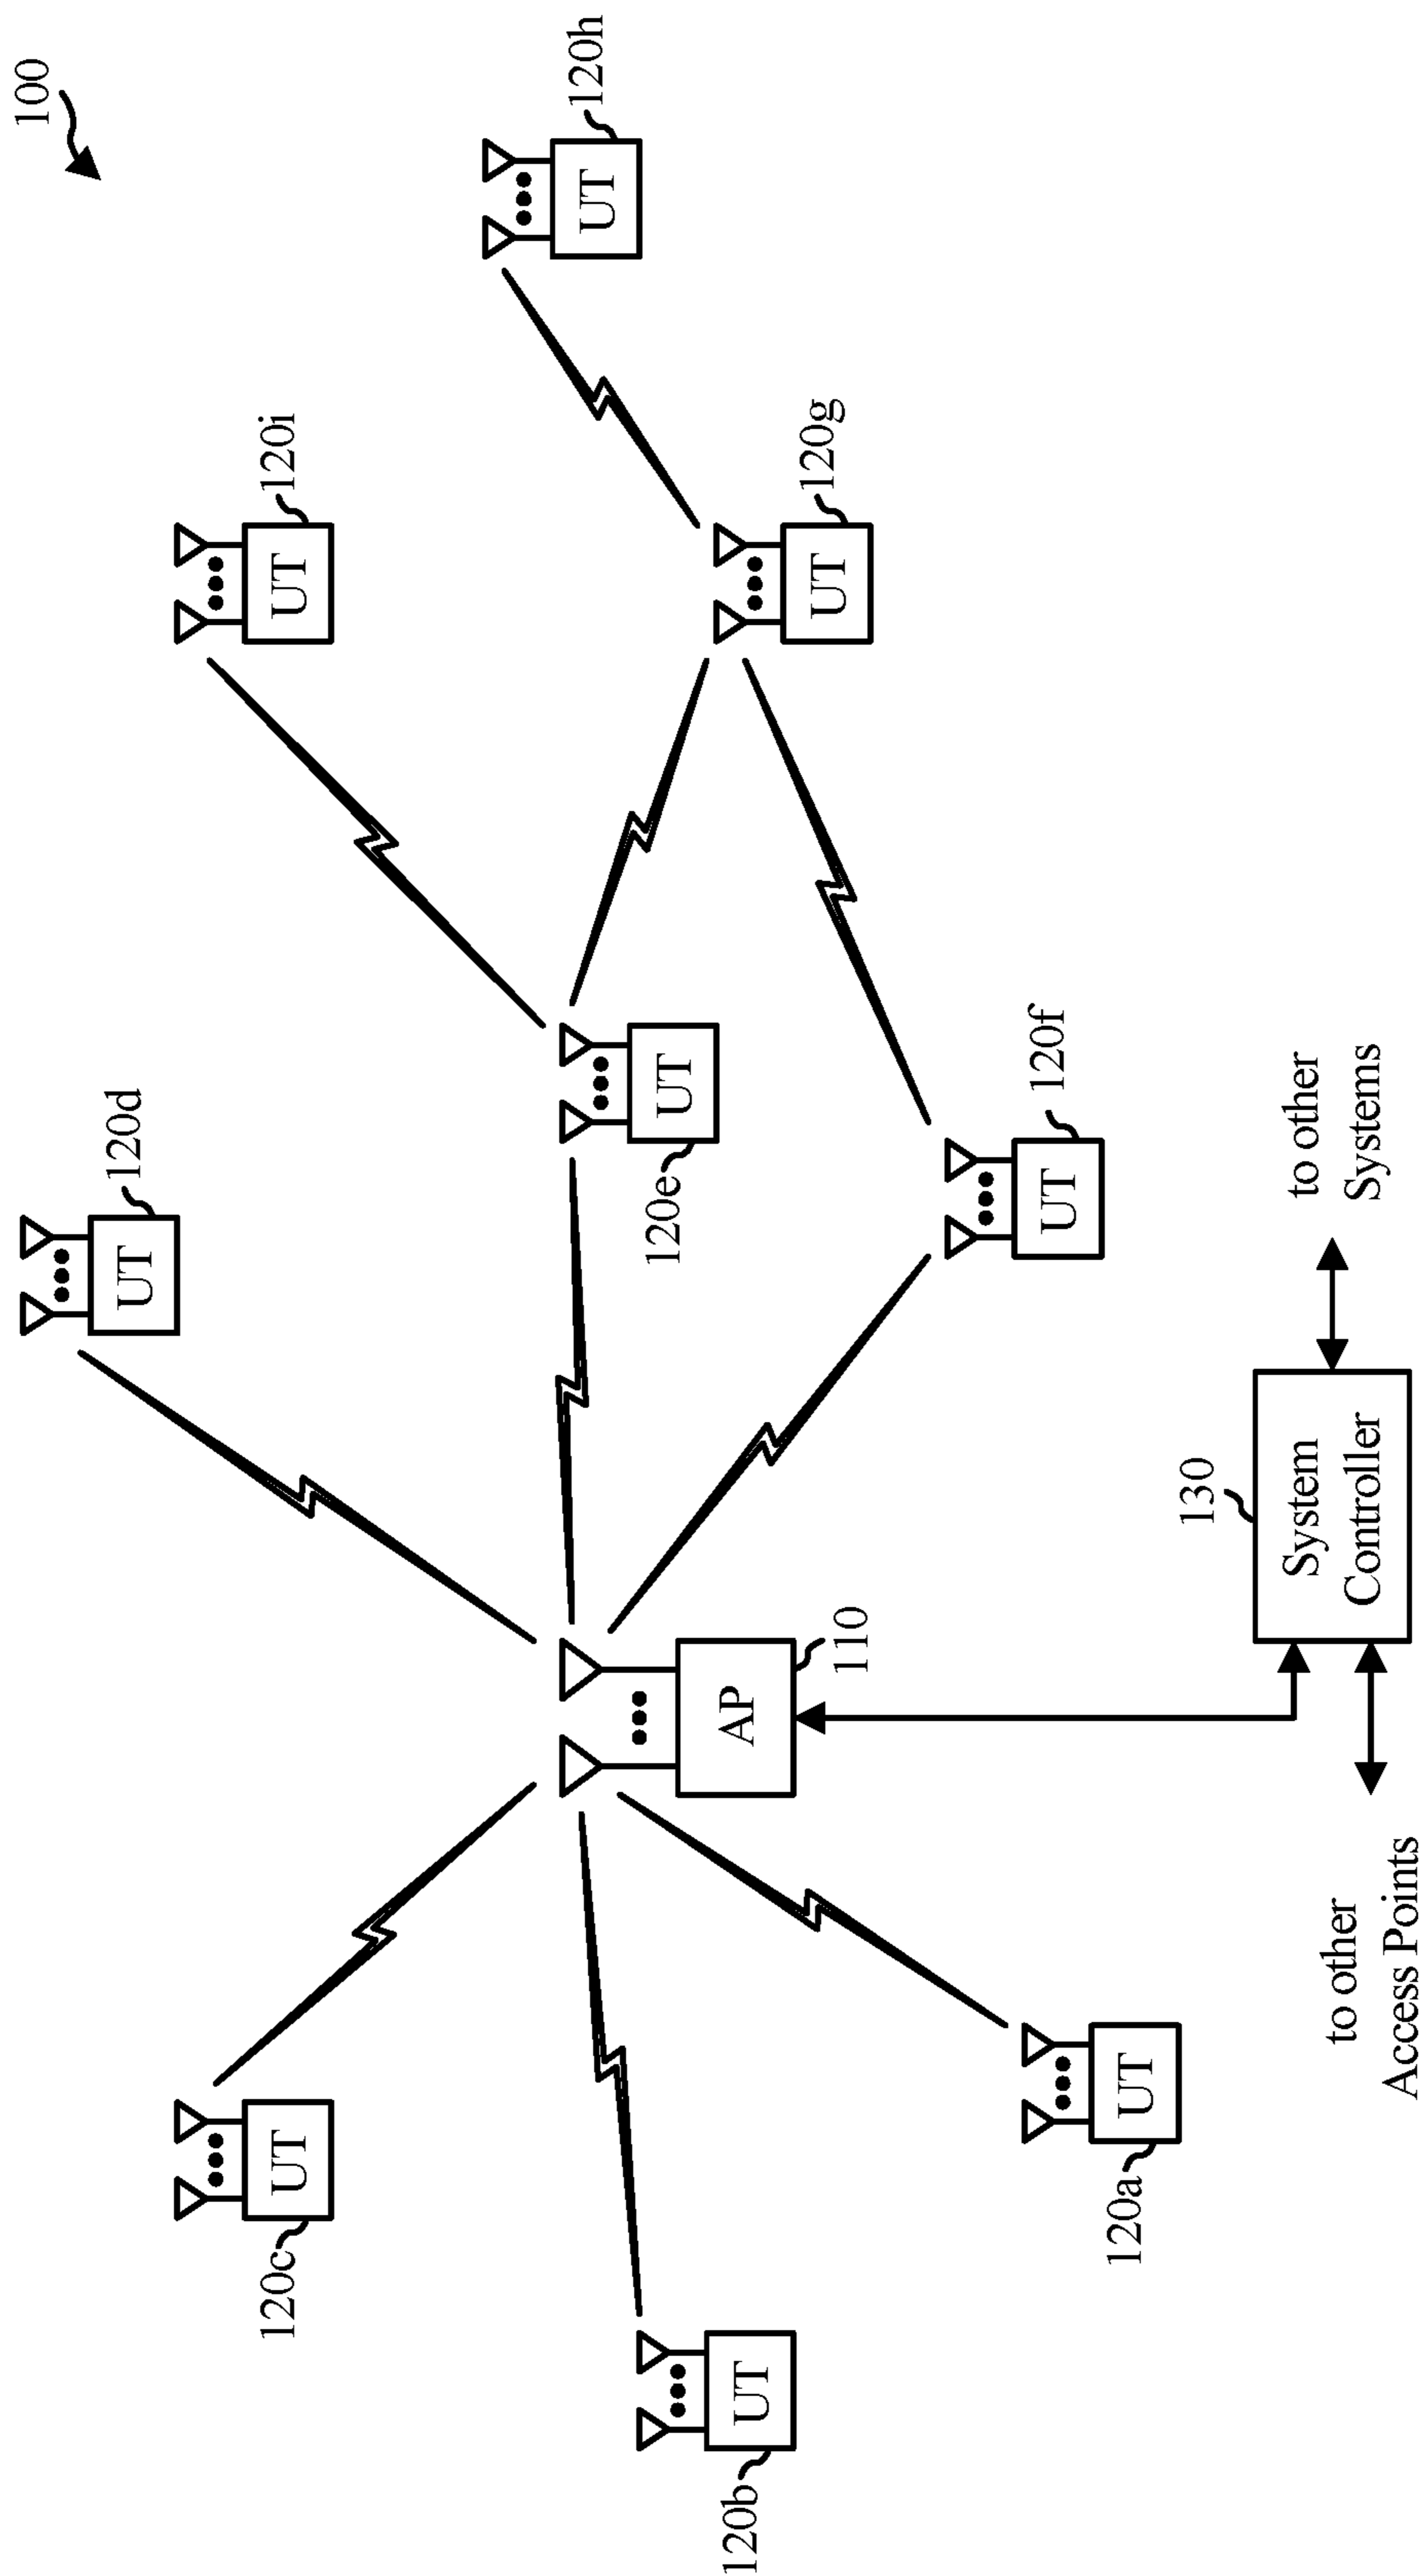 100
UT
120d
UT
120c
UT
120i
UT
120h
UT
120b
AP
110
UT
120e
UT
120g
UT
120a
UT
120f
130
System
Controller
to other
Systems
to other
Access Points